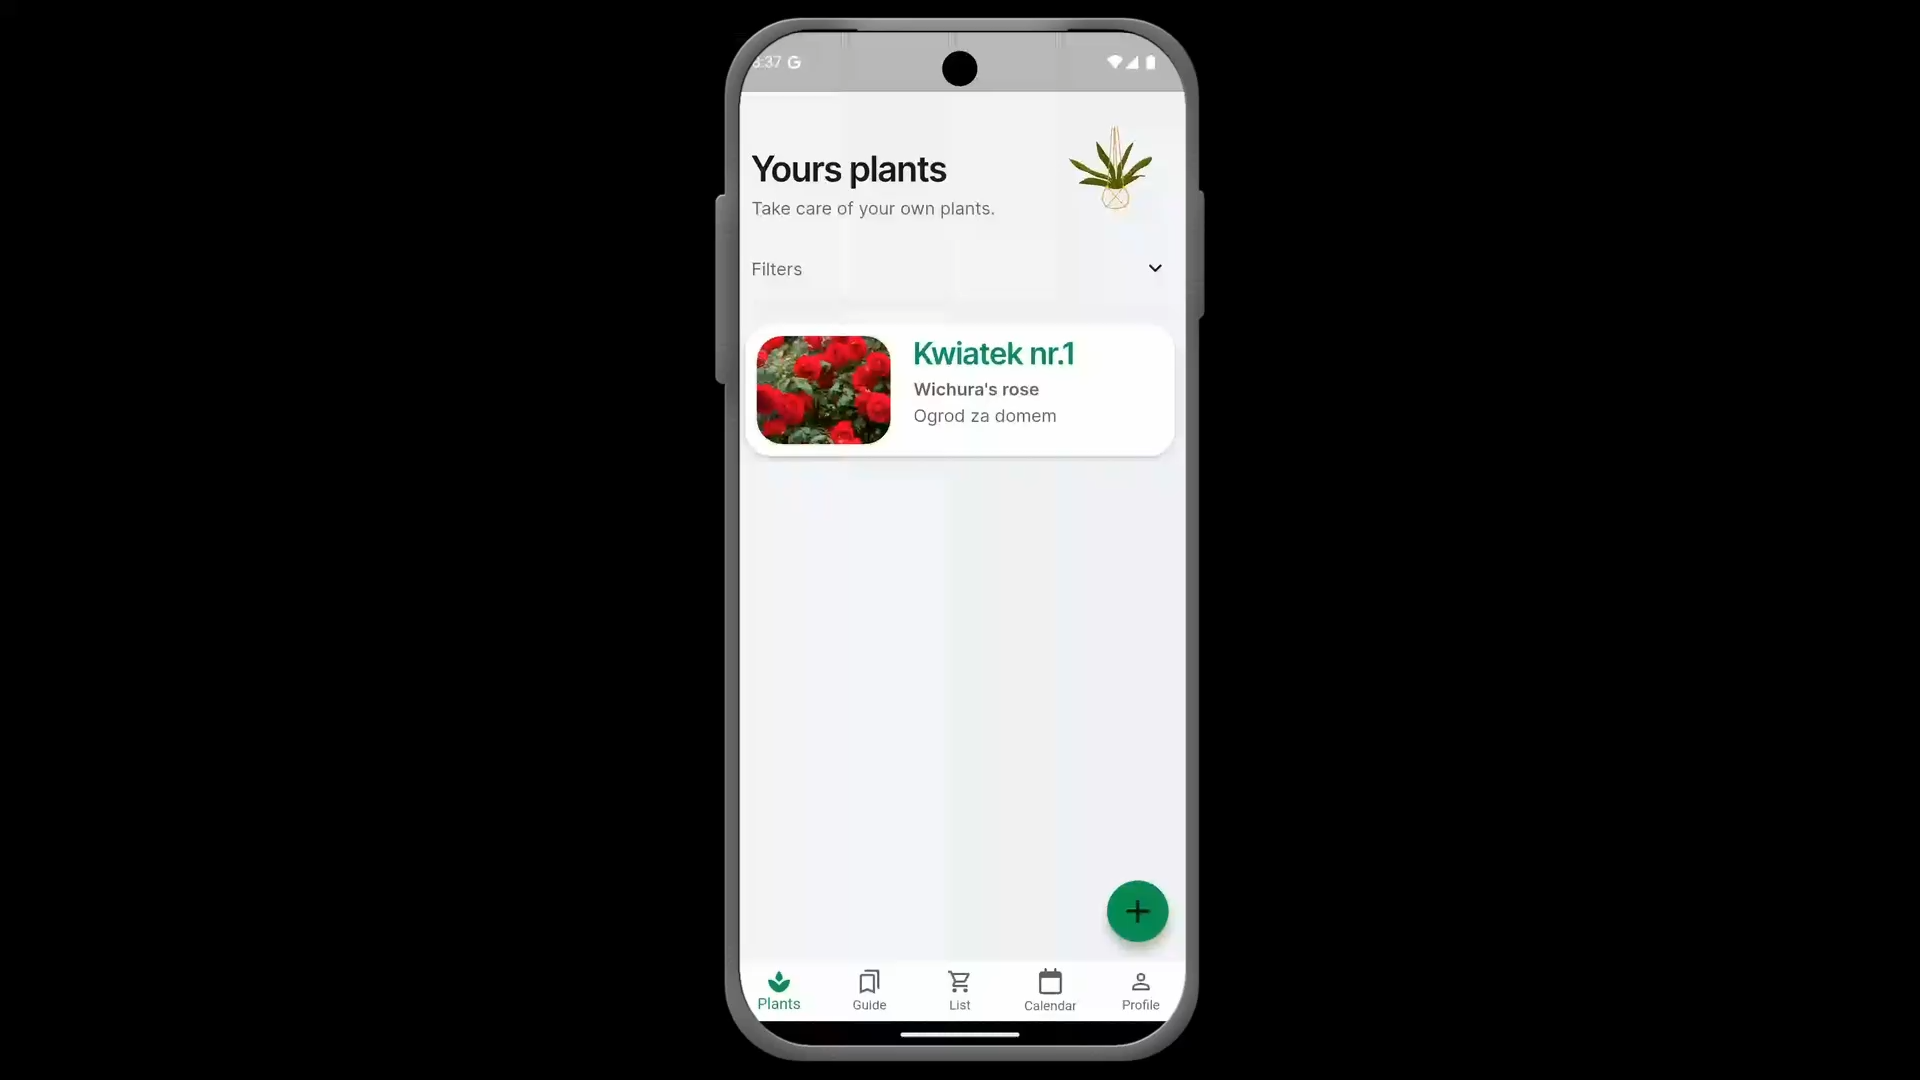 :37 G
Yours plants
Take care of your own plants.
Filters
Kwiatek nr.1
Wichura's rose
Ogrod za domem
Plants
Guide
List
Calendar
Profile